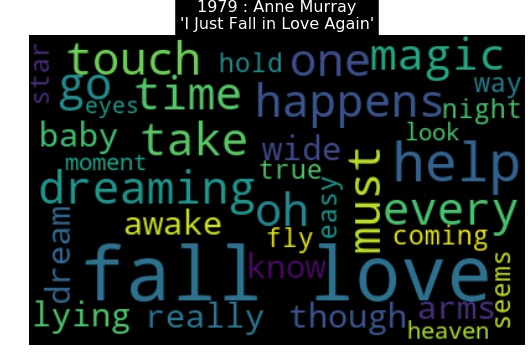 1979 : Anne Murray
'I Just Fall in Love Again'
star
touch
hold
one
magic
go
eyes
time
happens
way
night
baby
take
wide
look
moment
true
must
help
dreaming
oh
easy
every
awake
fly
coming
dream
fall
know
love
seems
lying
really
though
arms
heaven